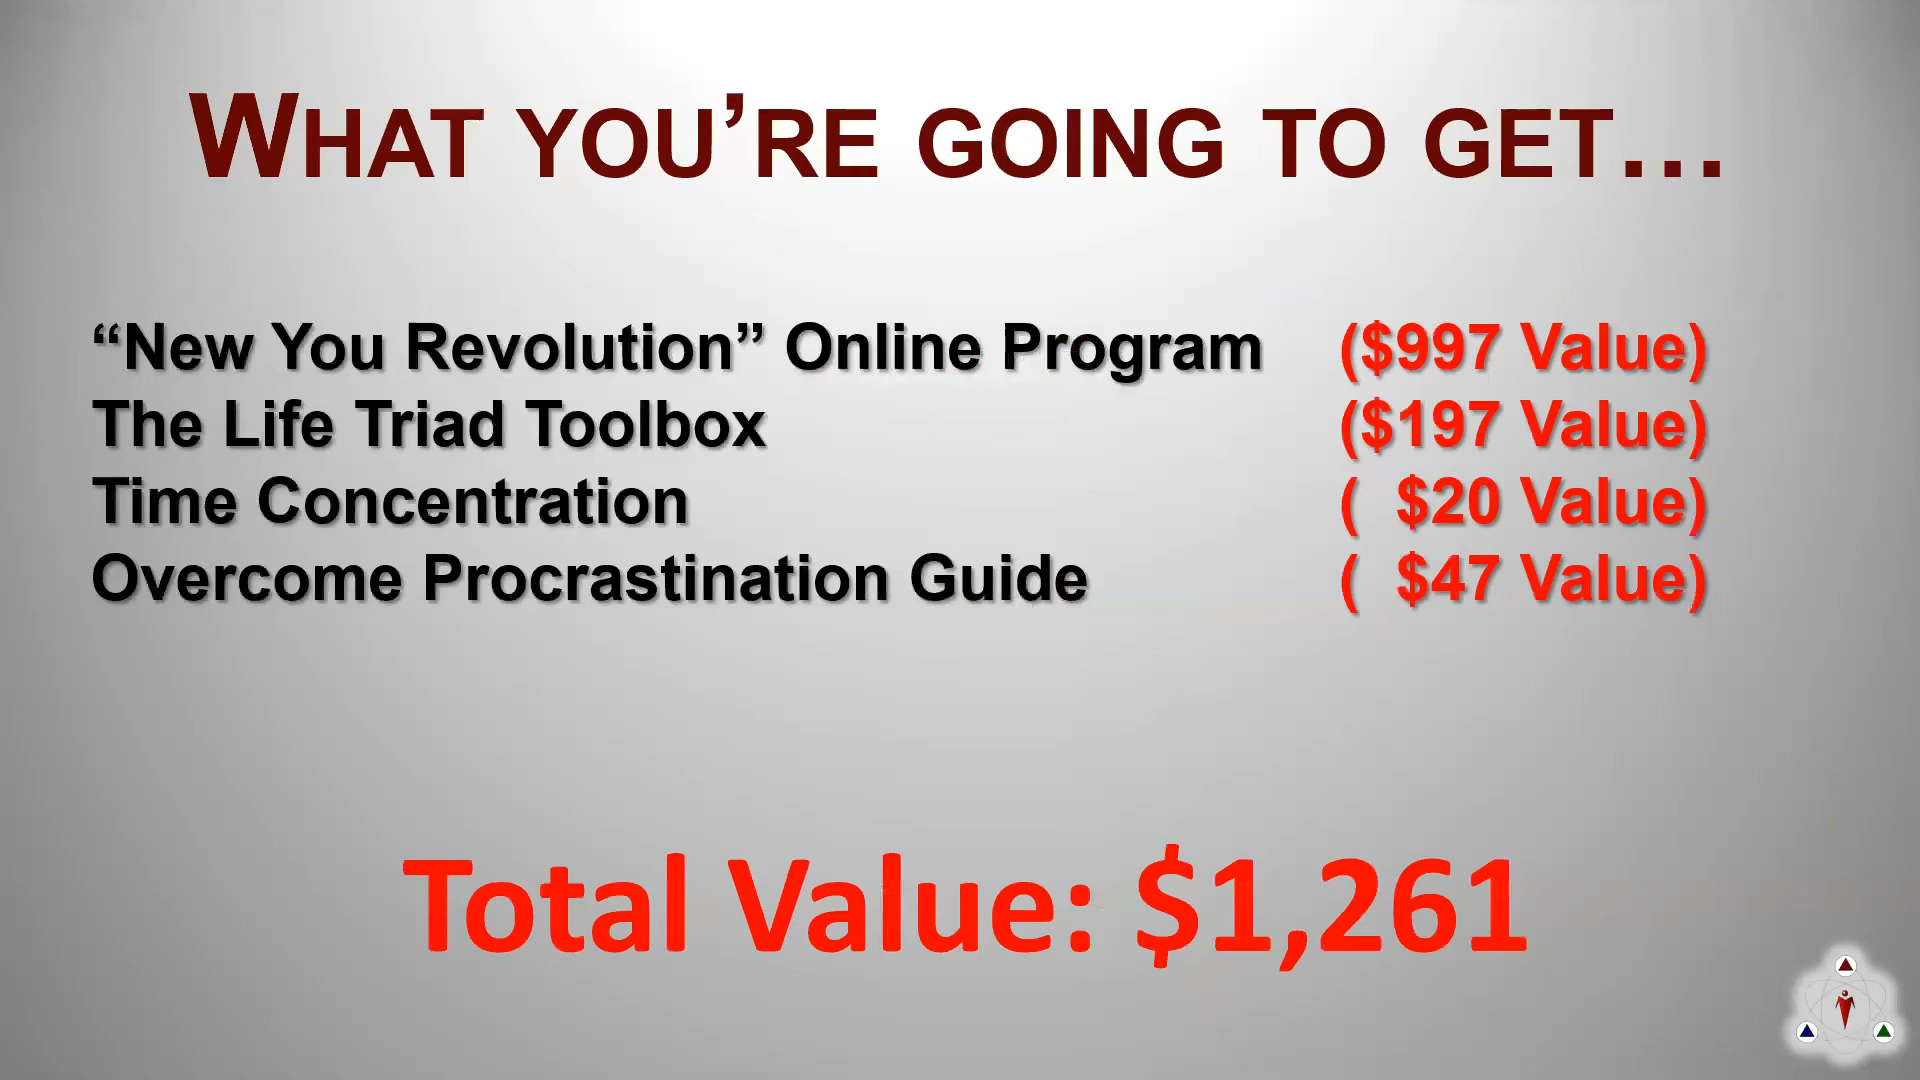 What you’re going to get...
“New You Revolution” Online Program ($997 Value)
The Life Triad Toolbox ($197 Value)
Time Concentration ( $20 Value)
Overcome Procrastination Guide ( $47 Value)
Total Value: $1,261